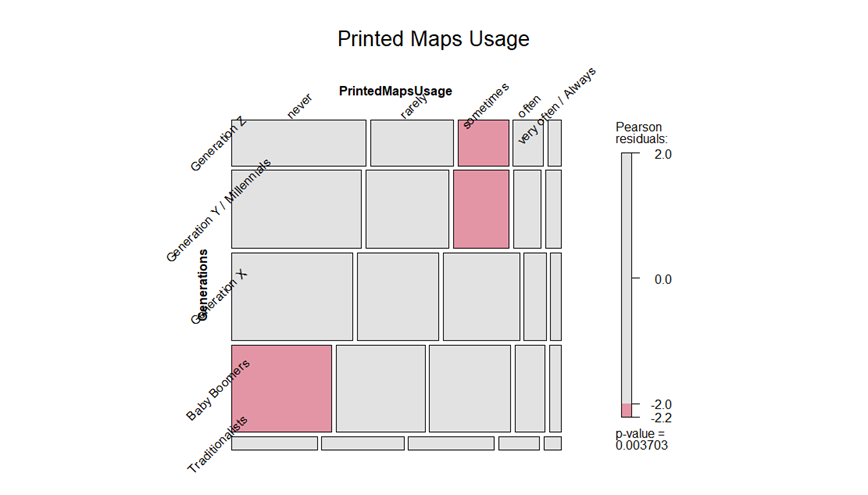 Printed Maps Usage
PrintedMapsUsage
never
rarely
sometimes
often
very often / Always
Generations
Generation Z
Generation Y / Millennials
Generation X
Baby Boomers
Traditionalists
Pearson
residuals:
2.0
0.0
-2.0
-2.2
p-value =
0.003703